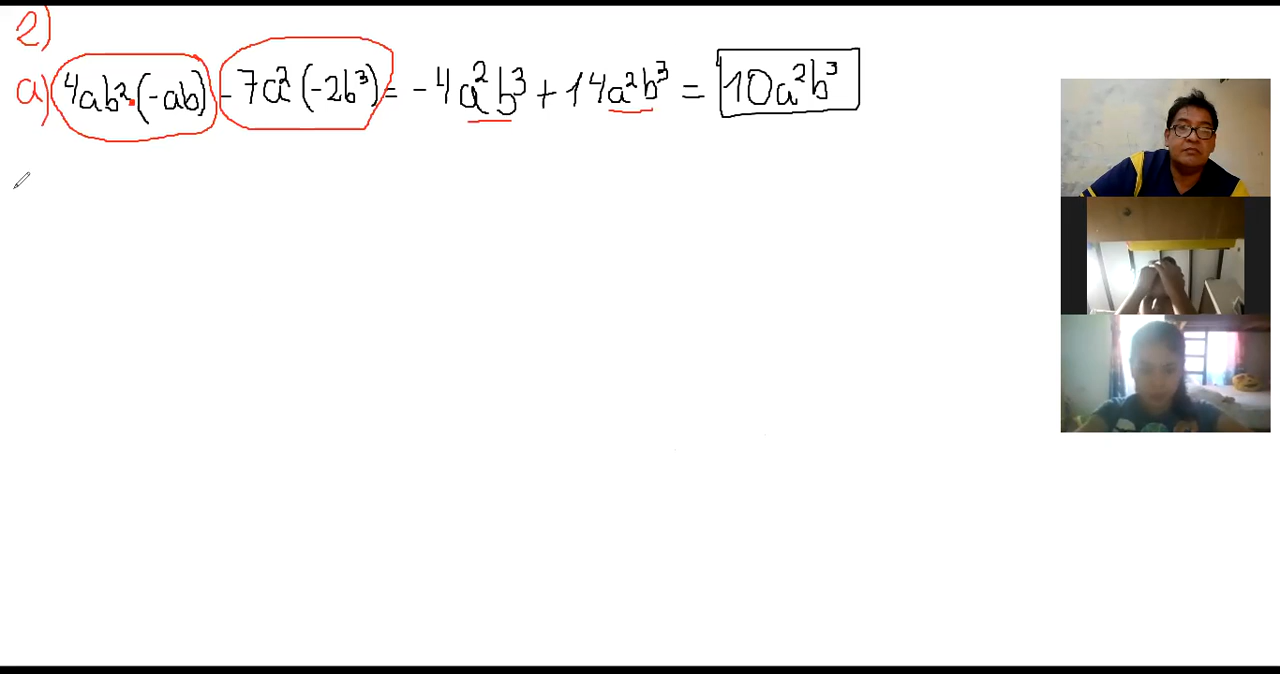 2)
a) 4ab²·(-ab) - 7a²(-2b³) = -4a²b³ + 14a²b³ = 10a²b³